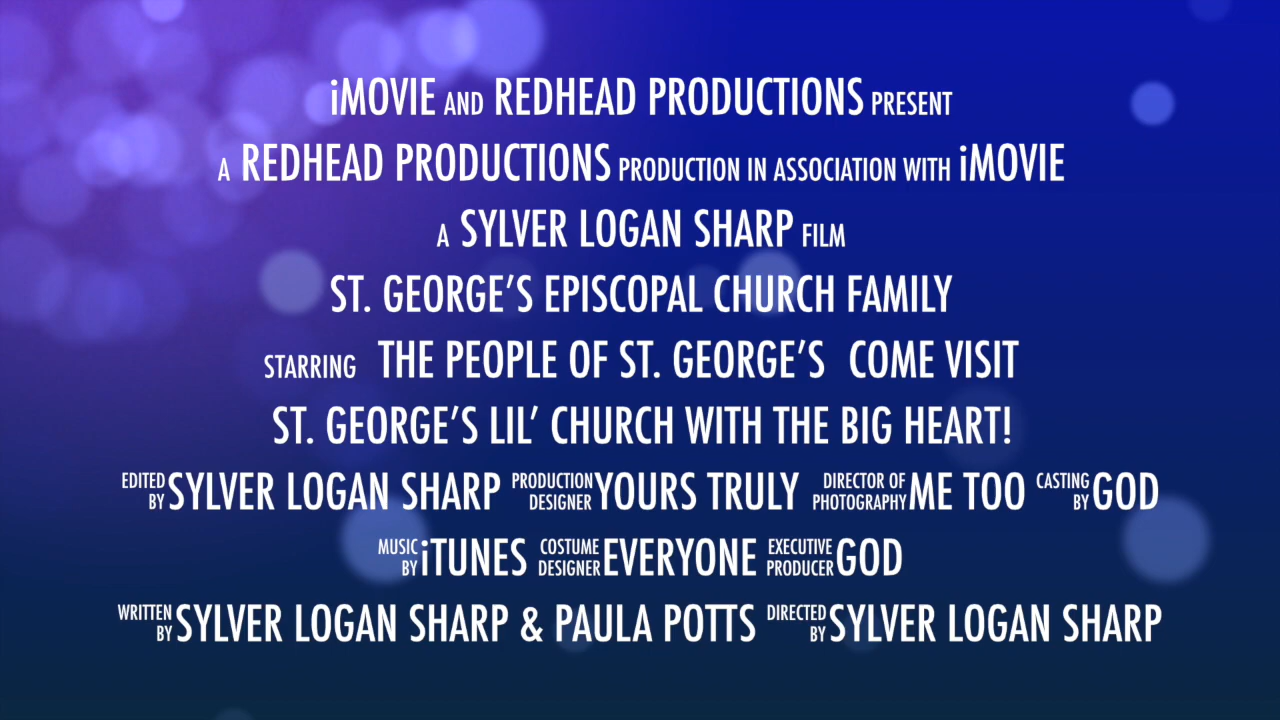 iMOVIE AND REDHEAD PRODUCTIONS PRESENT
A REDHEAD PRODUCTIONS PRODUCTION IN ASSOCIATION WITH iMOVIE
A SYLVER LOGAN SHARP FILM
ST. GEORGE'S EPISCOPAL CHURCH FAMILY
STARRING THE PEOPLE OF ST. GEORGE'S COME VISIT
ST. GEORGE'S LIL' CHURCH WITH THE BIG HEART!
EDITED BY SYLVER LOGAN SHARP PRODUCTION DESIGNER YOURS TRULY DIRECTOR OF PHOTOGRAPHY ME TOO CASTING BY GOD
MUSIC BY iTUNES COSTUME DESIGNER EVERYONE EXECUTIVE PRODUCER GOD
WRITTEN BY SYLVER LOGAN SHARP & PAULA POTTS DIRECTED BY SYLVER LOGAN SHARP